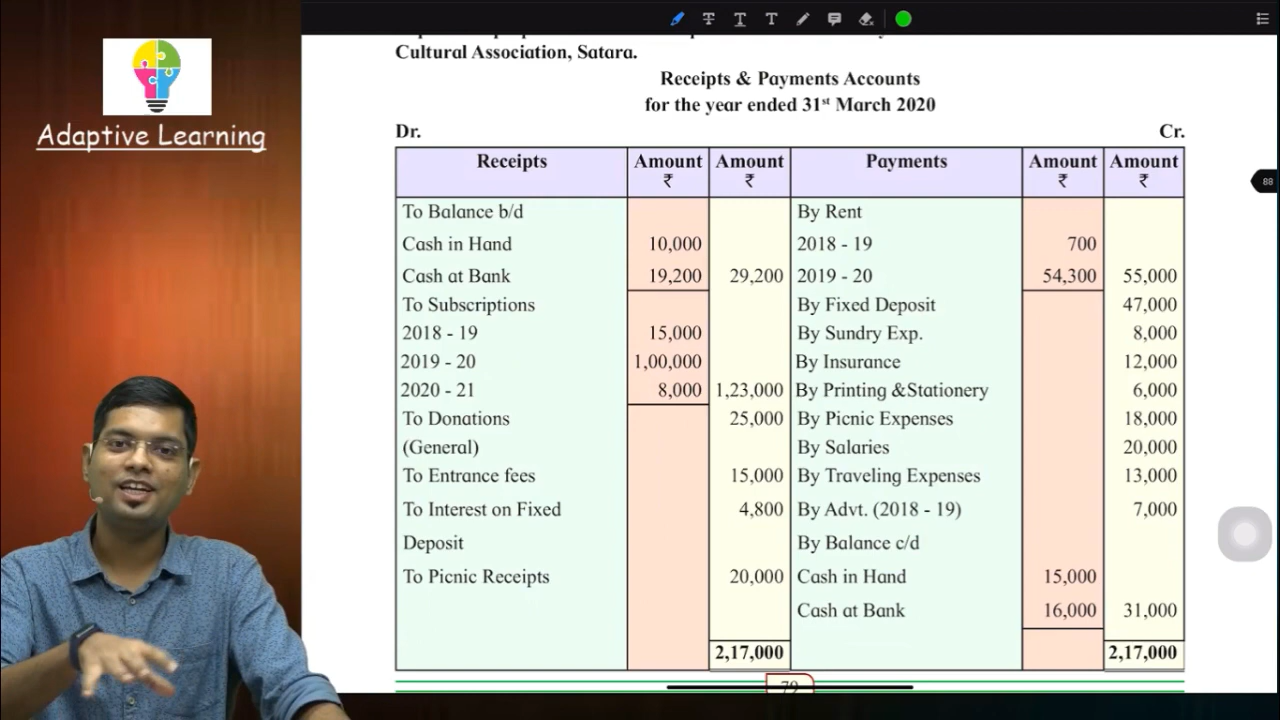 Adaptive Learning
Cultural Association, Satara.
Receipts & Payments Accounts
for the year ended 31st March 2020
Dr. Cr.
Receipts Amount ₹ Amount ₹ Payments Amount ₹ Amount ₹
To Balance b/d By Rent
Cash in Hand 10,000 2018 - 19 700
Cash at Bank 19,200 29,200 2019 - 20 54,300 55,000
To Subscriptions By Fixed Deposit 47,000
2018 - 19 15,000 By Sundry Exp. 8,000
2019 - 20 1,00,000 By Insurance 12,000
2020 - 21 8,000 1,23,000 By Printing &Stationery 6,000
To Donations 25,000 By Picnic Expenses 18,000
(General) By Salaries 20,000
To Entrance fees 15,000 By Traveling Expenses 13,000
To Interest on Fixed 4,800 By Advt. (2018 - 19) 7,000
Deposit By Balance c/d
To Picnic Receipts 20,000 Cash in Hand 15,000
Cash at Bank 16,000 31,000
2,17,000 2,17,000
88